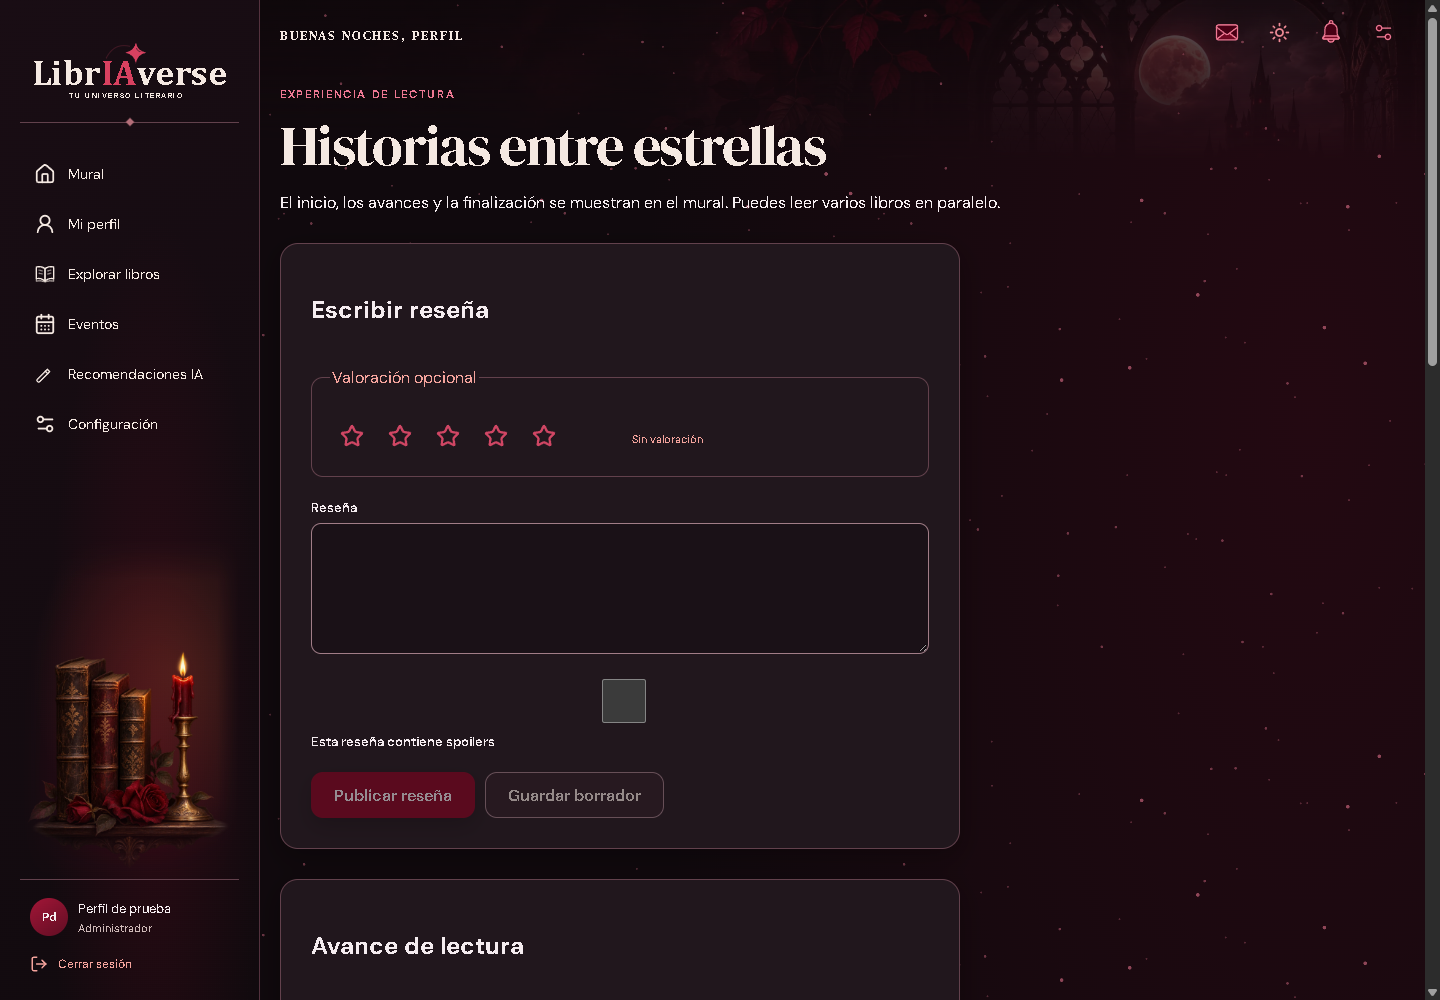 LibrIAverse
TU UNIVERSO LITERARIO
Mural
Mi perfil
Explorar libros
Eventos
Recomendaciones IA
Configuración
Pd
Perfil de prueba
Administrador
Cerrar sesión
BUENAS NOCHES, PERFIL
EXPERIENCIA DE LECTURA
Historias entre estrellas
El inicio, los avances y la finalización se muestran en el mural. Puedes leer varios libros en paralelo.
Escribir reseña
Valoración opcional
Sin valoración
Reseña
Esta reseña contiene spoilers
Publicar reseña
Guardar borrador
Avance de lectura